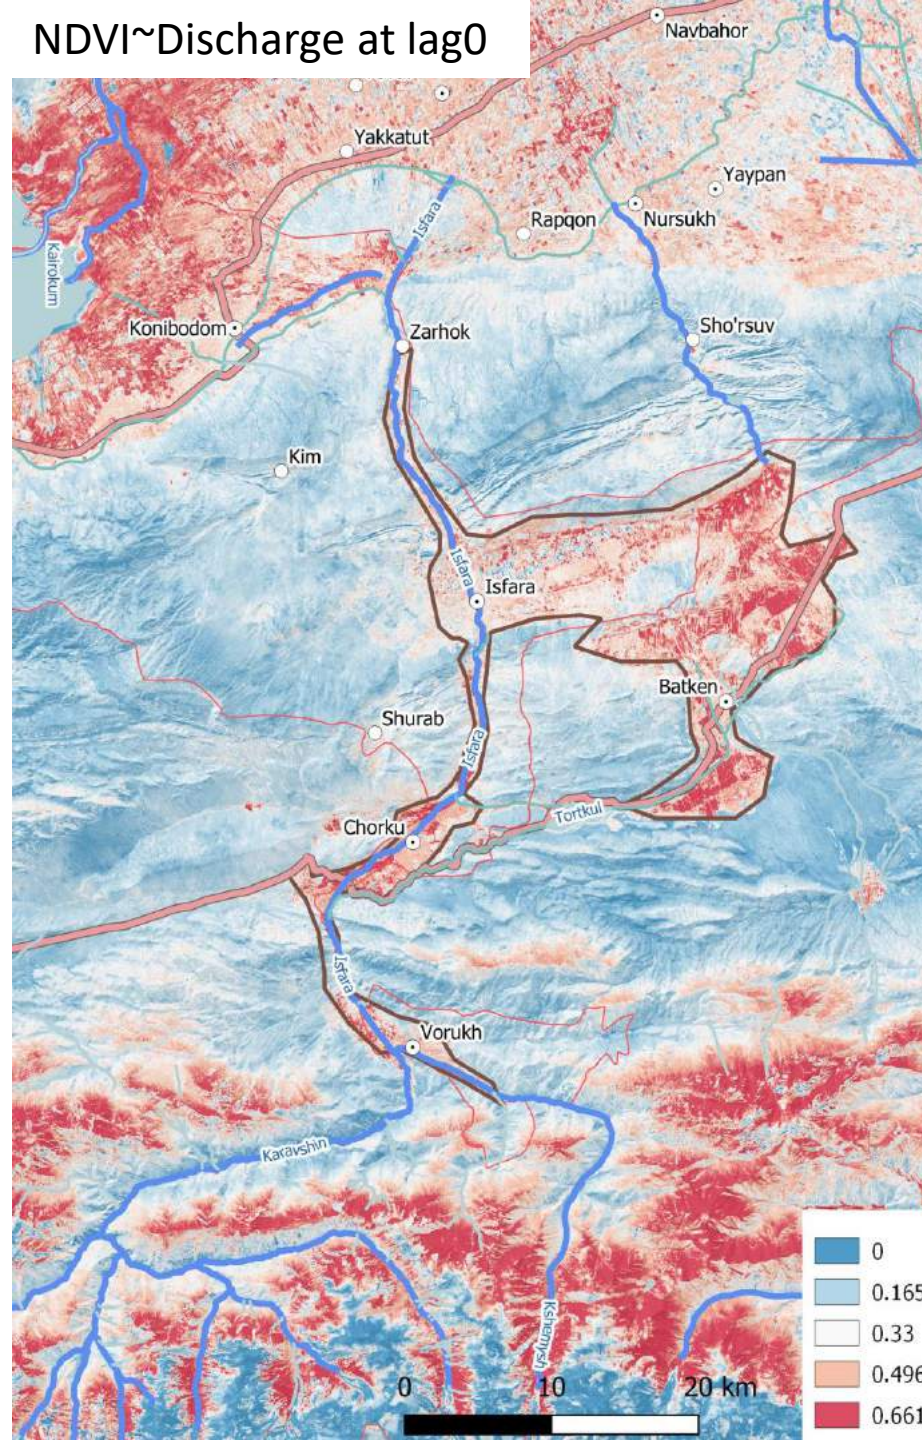 NDVI~Discharge at lag0
Navbahor
Yakkatut
Yaypan
Isfara
Rapqon
Nursukh
Kairokum
Konibodom
Zarhok
Sho'rsuv
Kim
Isfara
Isfara
Batken
Shurab
Isfara
Tortkul
Chorku
Isfara
Vorukh
Karavshin
Kshemysh
0
0.165
0.33
0.496
0.661
0 10 20 km